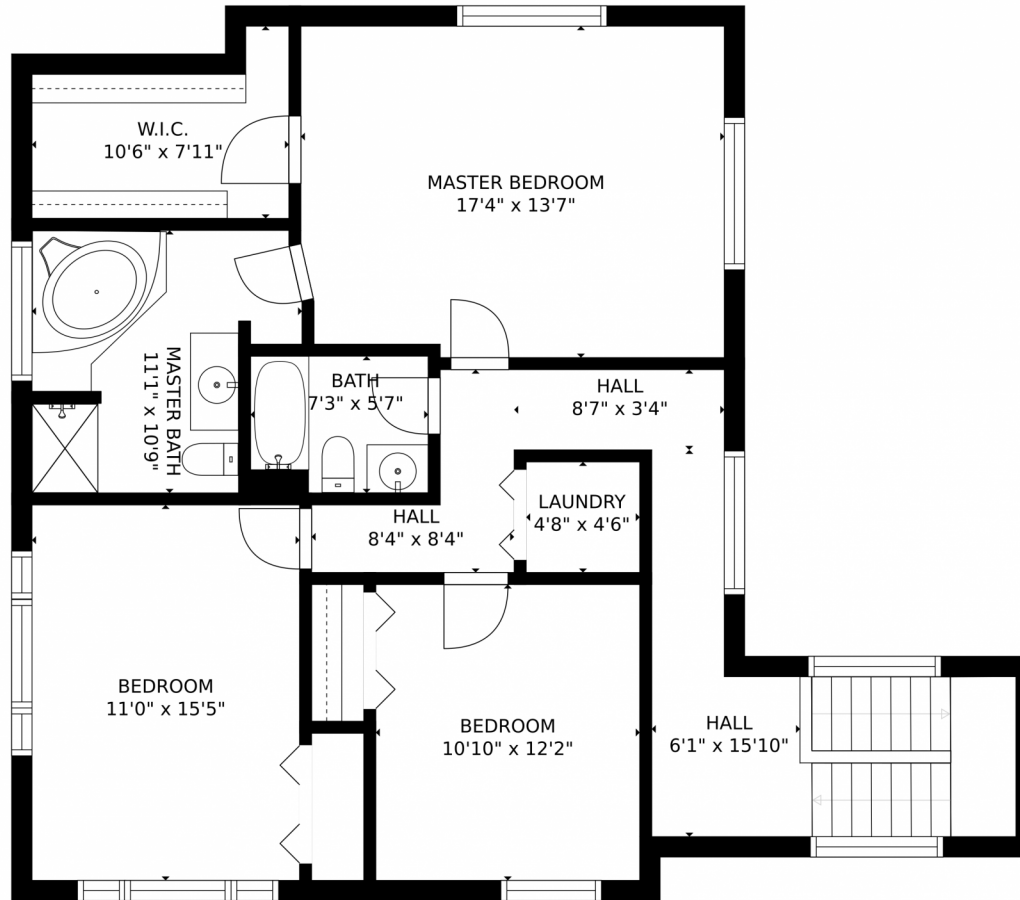 W.I.C.
10'6" x 7'11"
MASTER BEDROOM
17'4" x 13'7"
MASTER BATH
11'1" x 10'9"
BATH
7'3" x 5'7"
HALL
8'7" x 3'4"
HALL
8'4" x 8'4"
LAUNDRY
4'8" x 4'6"
BEDROOM
11'0" x 15'5"
BEDROOM
10'10" x 12'2"
HALL
6'1" x 15'10"